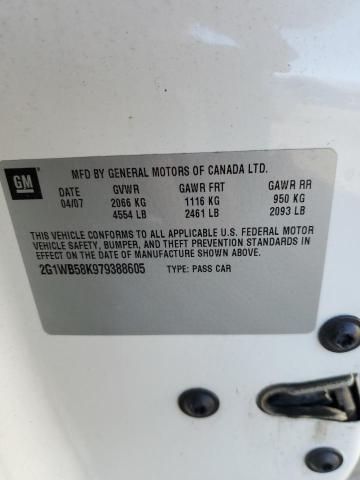 GM
MFD BY GENERAL MOTORS OF CANADA LTD.
DATE GVWR GAWR FRT GAWR RR
04/07 2066 KG 1116 KG 950 KG
4554 LB 2461 LB 2093 LB
THIS VEHICLE CONFORMS TO ALL APPLICABLE U.S. FEDERAL MOTOR
VEHICLE SAFETY, BUMPER, AND THEFT PREVENTION STANDARDS IN
EFFECT ON THE DATE OF MANUFACTURE SHOWN ABOVE.
2G1WB58K979388605 TYPE: PASS CAR